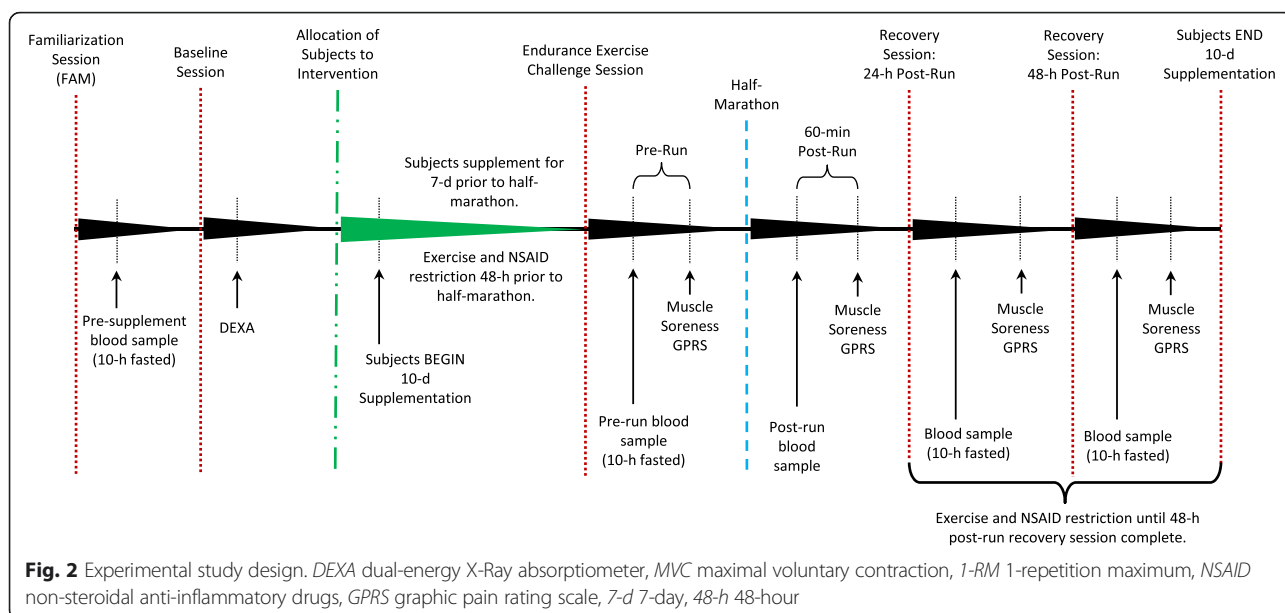 Familiarization
Session
(FAM)
Baseline
Session
Allocation of
Subjects to
Intervention
Endurance Exercise
Challenge Session
Half-
Marathon
Recovery
Session:
24-h Post-Run
Recovery
Session:
48-h Post-Run
Subjects END
10-d
Supplementation
Subjects supplement for
7-d prior to half-
marathon.
Pre-Run
60-min
Post-Run
Exercise and NSAID
restriction 48-h prior to
half-marathon.
Pre-supplement
blood sample
(10-h fasted)
DEXA
Subjects BEGIN
10-d
Supplementation
Muscle
Soreness
GPRS
Pre-run blood
sample
(10-h fasted)
Muscle
Soreness
GPRS
Post-run
blood
sample
Muscle
Soreness
GPRS
Blood sample
(10-h fasted)
Muscle
Soreness
GPRS
Blood sample
(10-h fasted)
Exercise and NSAID restriction until 48-h
post-run recovery session complete.
Fig. 2 Experimental study design. DEXA dual-energy X-Ray absorptiometer, MVC maximal voluntary contraction, 1-RM 1-repetition maximum, NSAID
non-steroidal anti-inflammatory drugs, GPRS graphic pain rating scale, 7-d 7-day, 48-h 48-hour